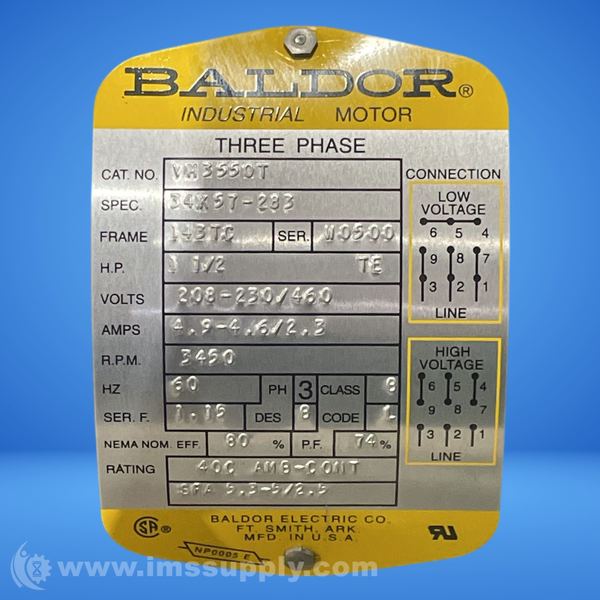 BALDOR®
INDUSTRIAL MOTOR
THREE PHASE
CAT. NO. VM3550T
SPEC. 34K57-283
FRAME 143TC SER. W0500
H.P. 1 1/2 TE
VOLTS 208-230/460
AMPS 4.9-4.6/2.3
R.P.M. 3450
HZ 60 PH 3 CLASS B
SER. F. 1.15 DES B CODE L
NEMA NOM. EFF. 80 % P.F. 74%
RATING 40C AMB-CONT
SFA 5.3-5/2.5
CONNECTION
LOW
VOLTAGE
6 5 4
9 8 7
3 2 1
LINE
HIGH
VOLTAGE
6 5 4
9 8 7
3 2 1
LINE
SA ®
BALDOR ELECTRIC CO.
FT. SMITH, ARK.
MFD. IN U.S.A.
NP0005 E
www.imssupply.com